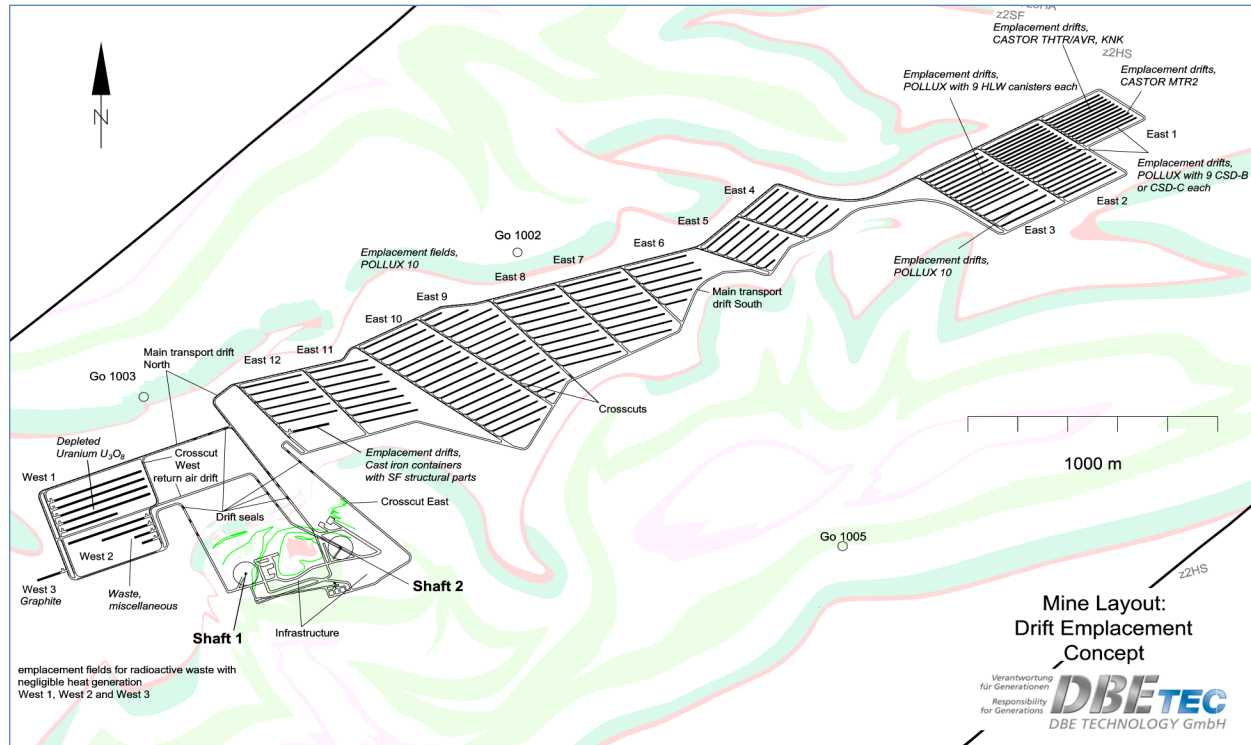 z2SF
z2HS
Emplacement drifts,
CASTOR THTR/AVR, KNK
Emplacement drifts,
CASTOR MTR2
Emplacement drifts,
POLLUX with 9 HLW canisters each
N
East 1
Emplacement drifts,
POLLUX with 9 CSD-B
or CSD-C each
East 2
East 3
Emplacement drifts,
POLLUX 10
East 4
East 5
East 6
Go 1002
East 7
Emplacement fields,
POLLUX 10
East 8
Main transport
drift South
East 9
East 10
East 11
East 12
Main transport drift
North
Go 1003
Crosscuts
1000 m
Depleted
Uranium U3O8
Crosscut
West
return air drift
West 1
Emplacement drifts,
Cast iron containers
with SF structural parts
Crosscut East
Drift seals
West 2
West 3
Graphite
Waste,
miscellaneous
Shaft 2
Shaft 1
Infrastructure
Go 1005
z2HS
emplacement fields for radioactive waste with
negligible heat generation
West 1, West 2 and West 3
Mine Layout:
Drift Emplacement
Concept
Verantwortung
für Generationen
Responsibility
for Generations
DBETEC
DBE TECHNOLOGY GmbH